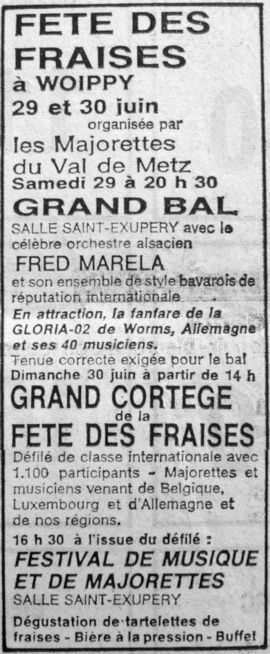 FETE DES
FRAISES
à WOIPPY
29 et 30 juin
organisée par
les Majorettes
du Val de Metz
Samedi 29 à 20 h 30
GRAND BAL
SALLE SAINT-EXUPERY avec le
célèbre orchestre alsacien
FRED MARELA
et son ensemble de style bavarois de
réputation internationale
En attraction, la fanfare de la
GLORIA-02 de Worms, Allemagne
et ses 40 musiciens.
Tenue correcte exigée pour le bal
Dimanche 30 juin à partir de 14 h
GRAND CORTEGE
de la
FETE DES FRAISES
Défilé de classe internationale avec
1.100 participants - Majorettes et
musiciens venant de Belgique,
Luxembourg et d'Allemagne et
de nos régions.
16 h 30 à l'issue du défilé :
FESTIVAL DE MUSIQUE
ET DE MAJORETTES
SALLE SAINT-EXUPERY
Dégustation de tartelettes de
fraises - Bière à la pression - Buffet